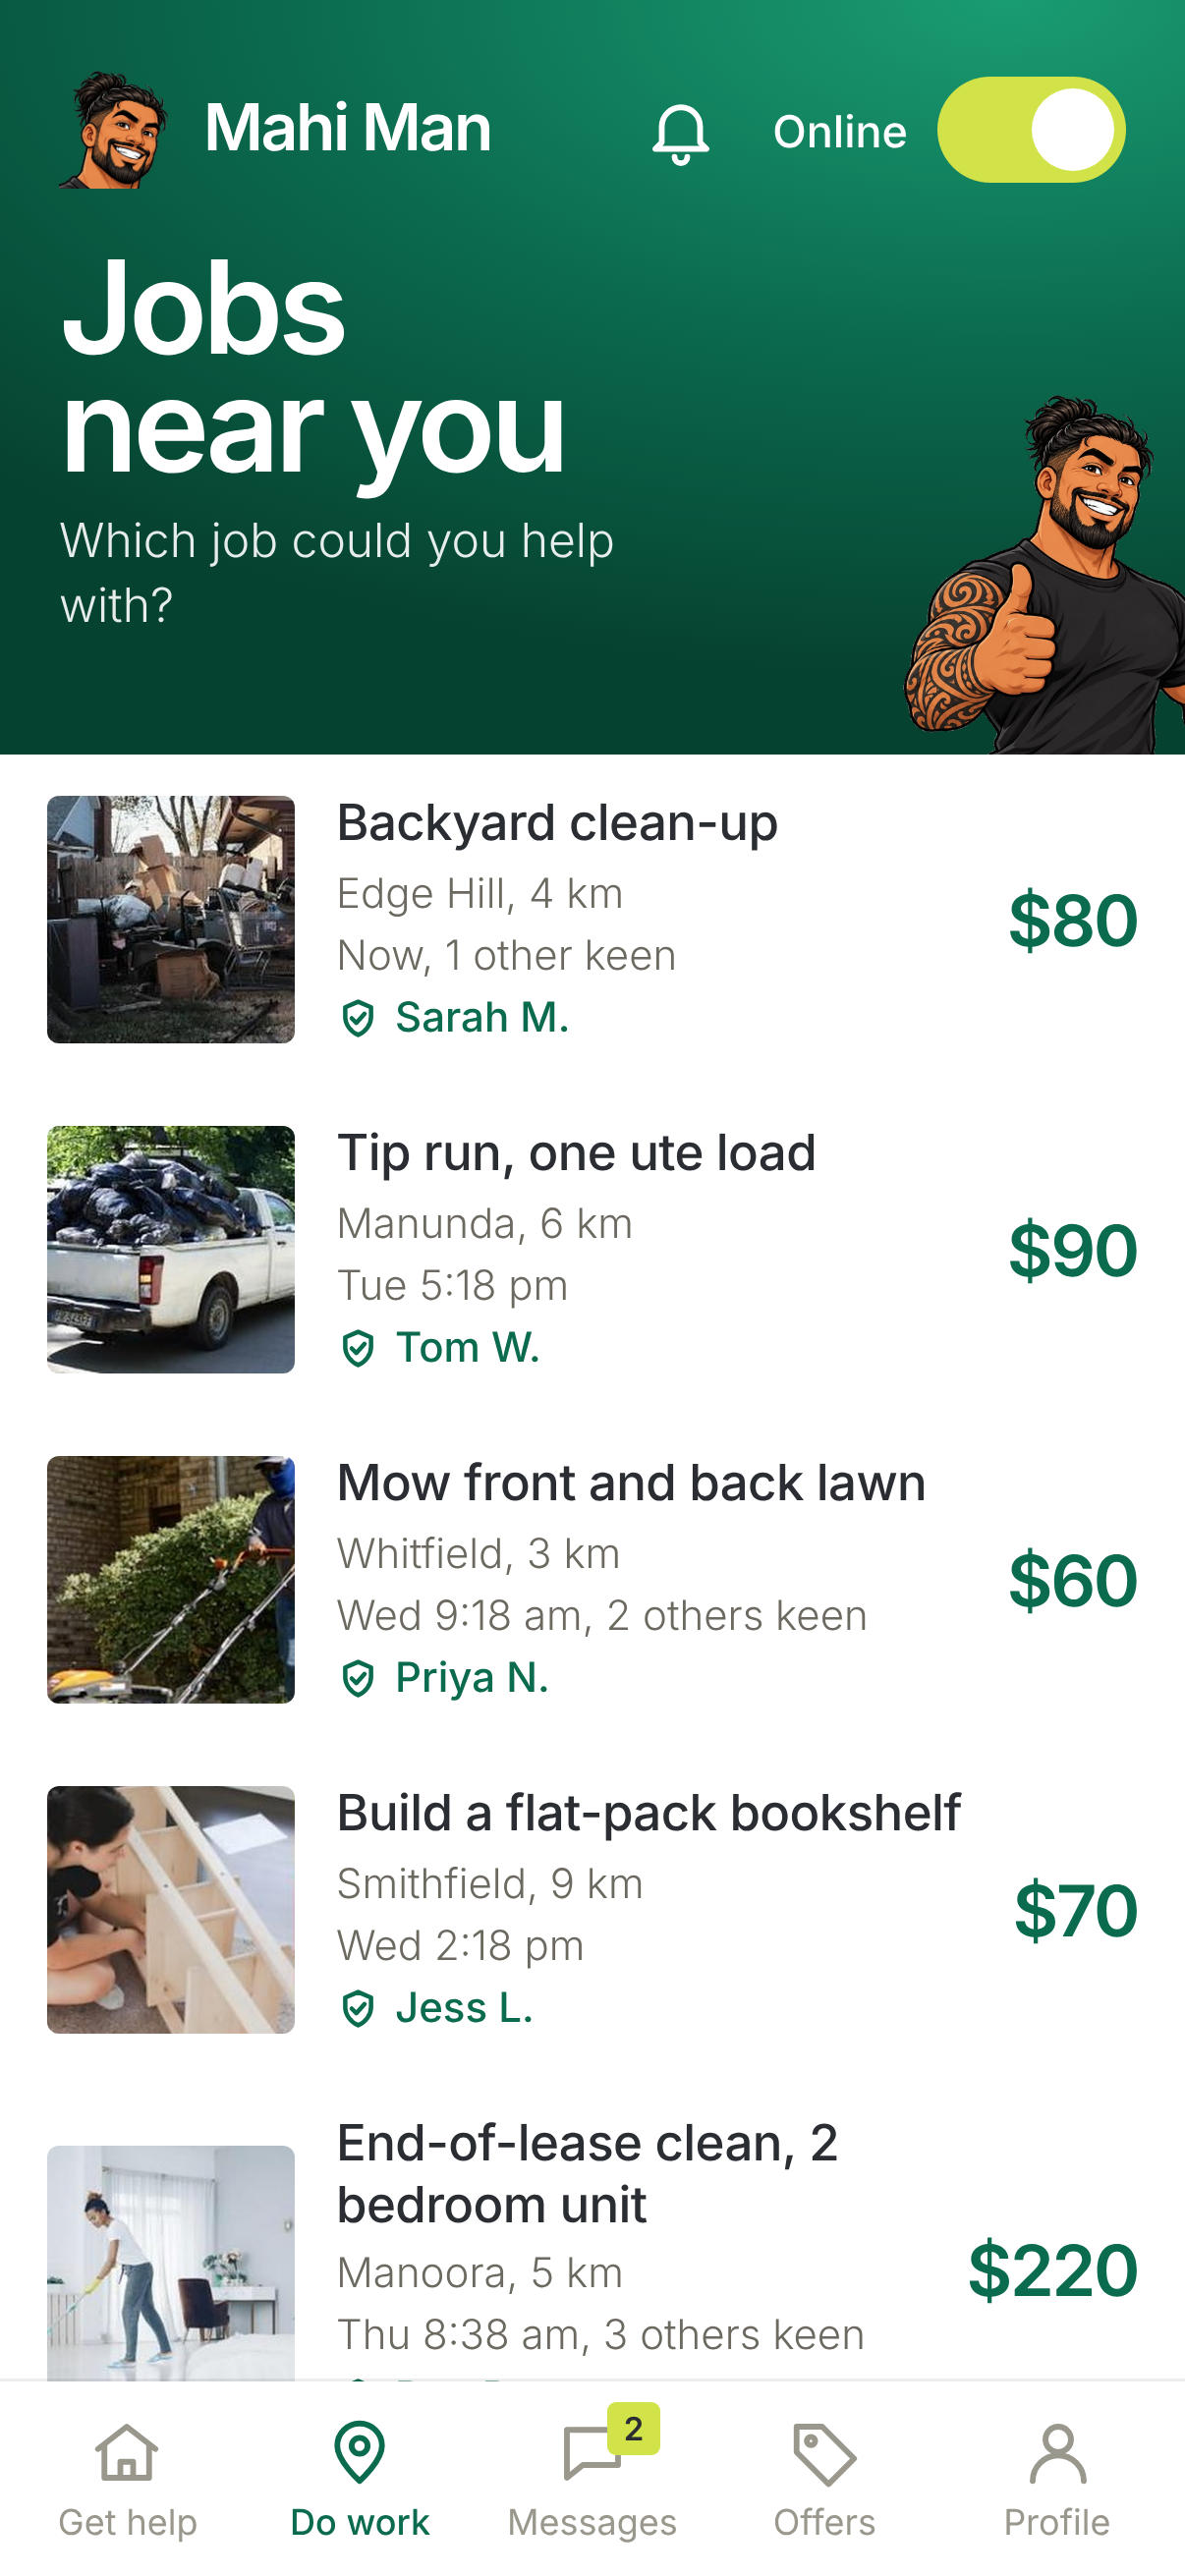 Mahi Man
Online
Jobs
near you
Which job could you help
with?
Backyard clean-up
Edge Hill, 4 km
Now, 1 other keen
Sarah M.
$80
Tip run, one ute load
Manunda, 6 km
Tue 5:18 pm
Tom W.
$90
Mow front and back lawn
Whitfield, 3 km
Wed 9:18 am, 2 others keen
Priya N.
$60
Build a flat-pack bookshelf
Smithfield, 9 km
Wed 2:18 pm
Jess L.
$70
End-of-lease clean, 2
bedroom unit
Manoora, 5 km
Thu 8:38 am, 3 others keen
$220
2
Get help
Do work
Messages
Offers
Profile